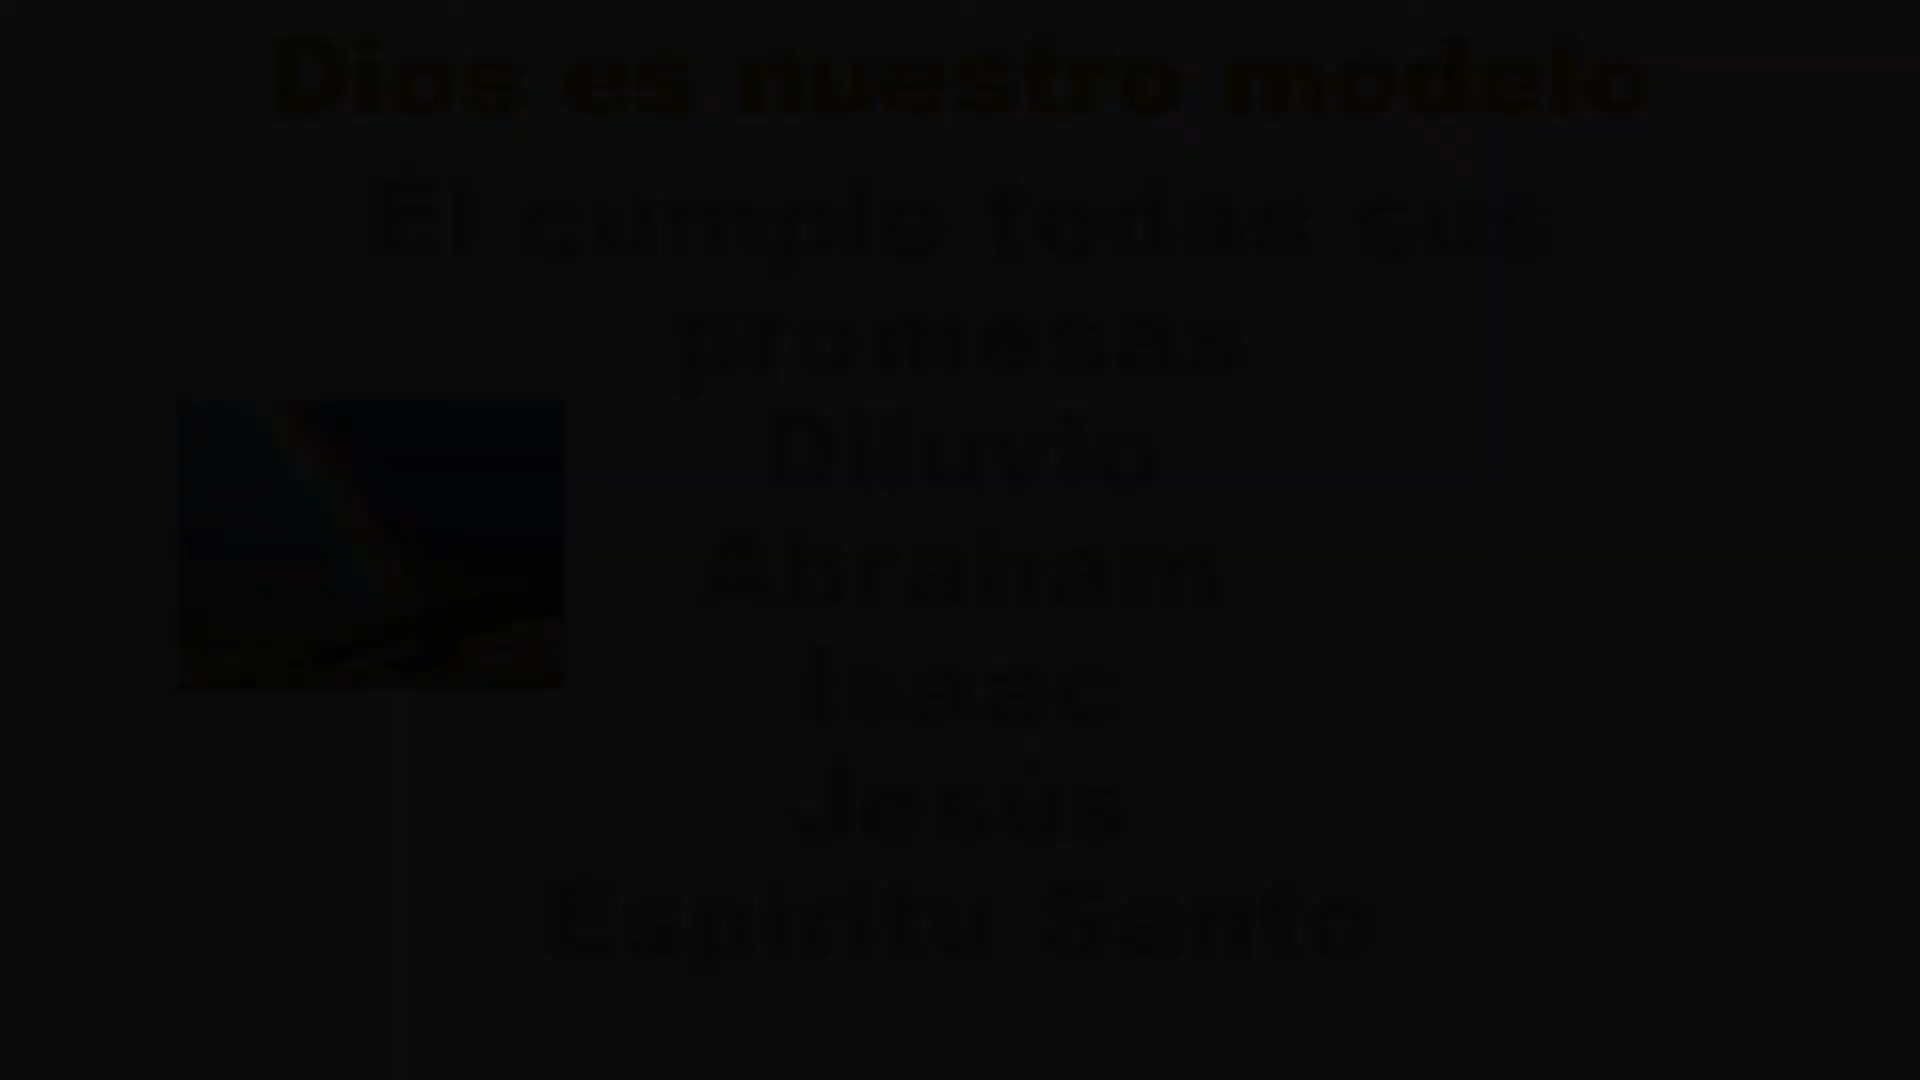 Dios es nuestro modelo
Él cumple todas sus
promesas
Diluvio
Abraham
Isaac
Jesús
Espíritu Santo